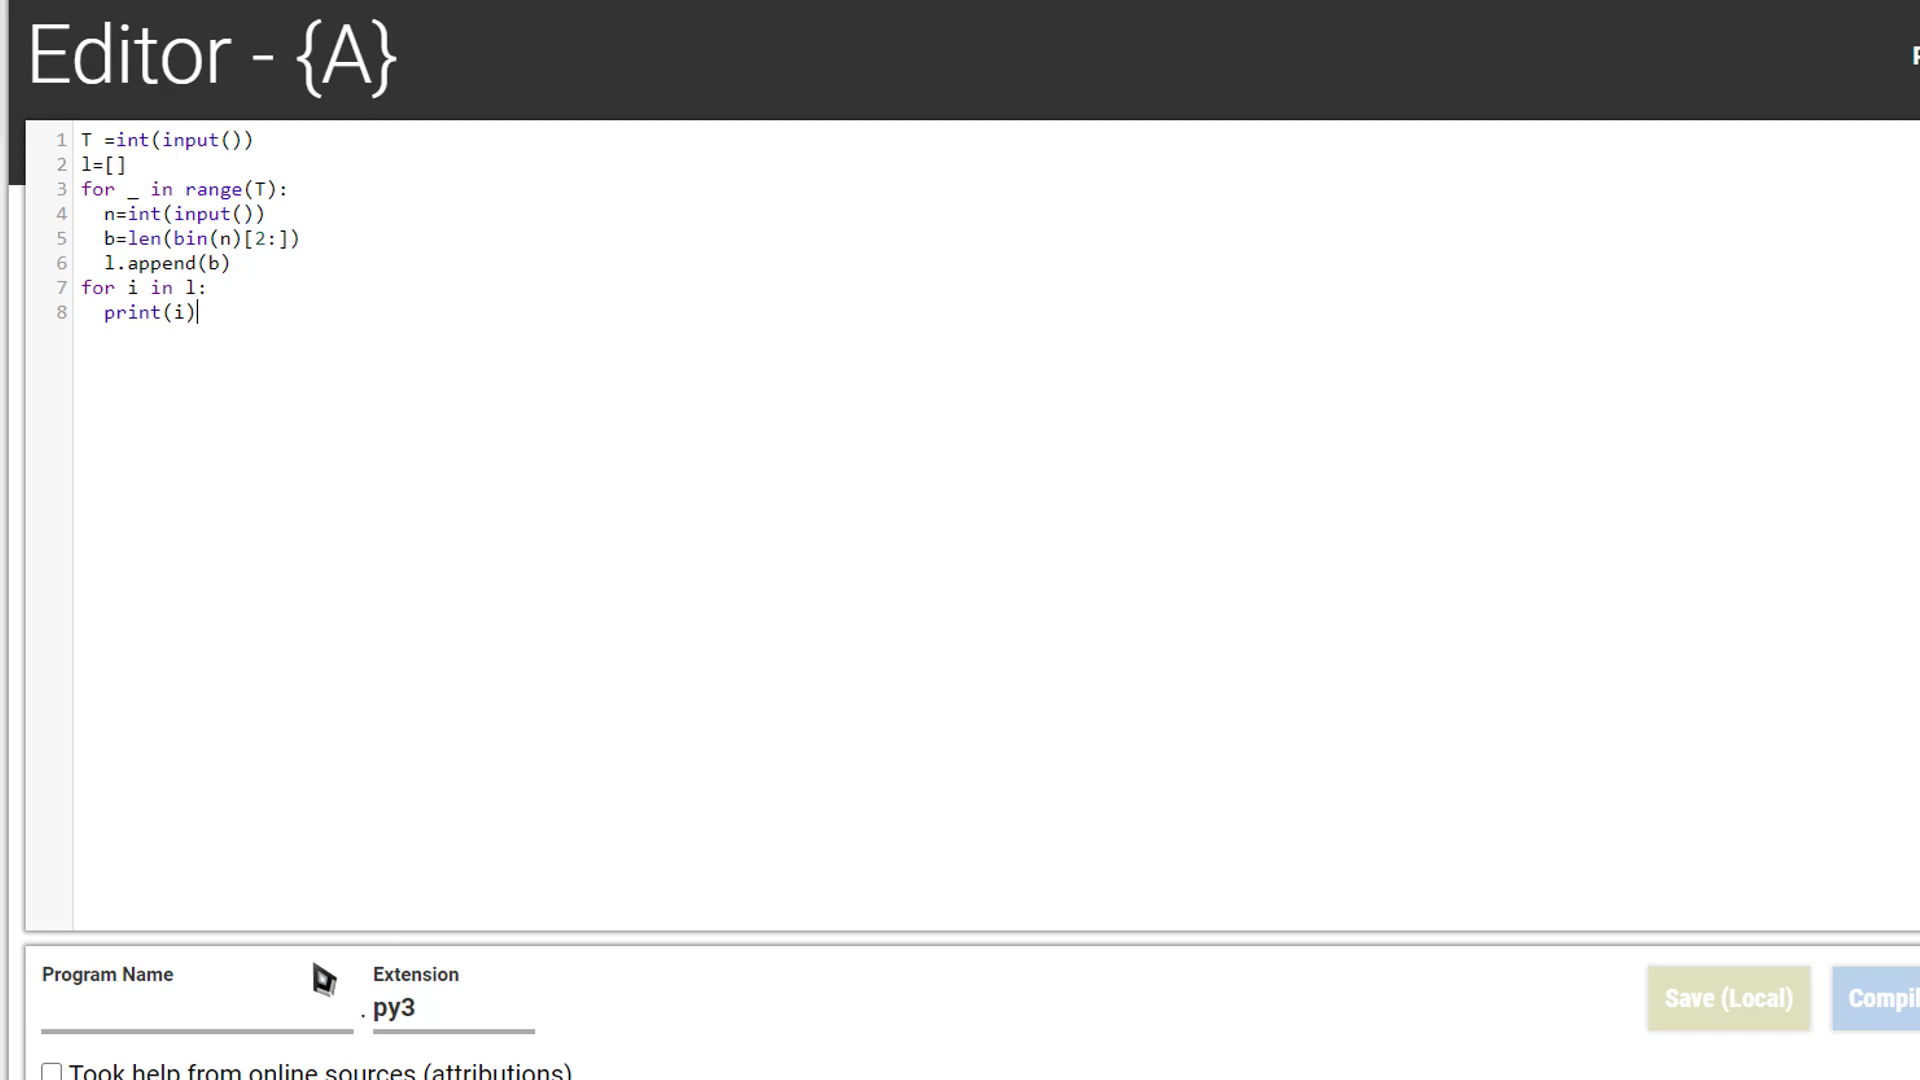 Editor - {A}
1 T =int(input())
2 l=[]
3 for _ in range(T):
4   n=int(input())
5   b=len(bin(n)[2:])
6   l.append(b)
7 for i in l:
8   print(i)
Program Name
Extension
. py3
Save (Local)
Took help from online sources (attributions)